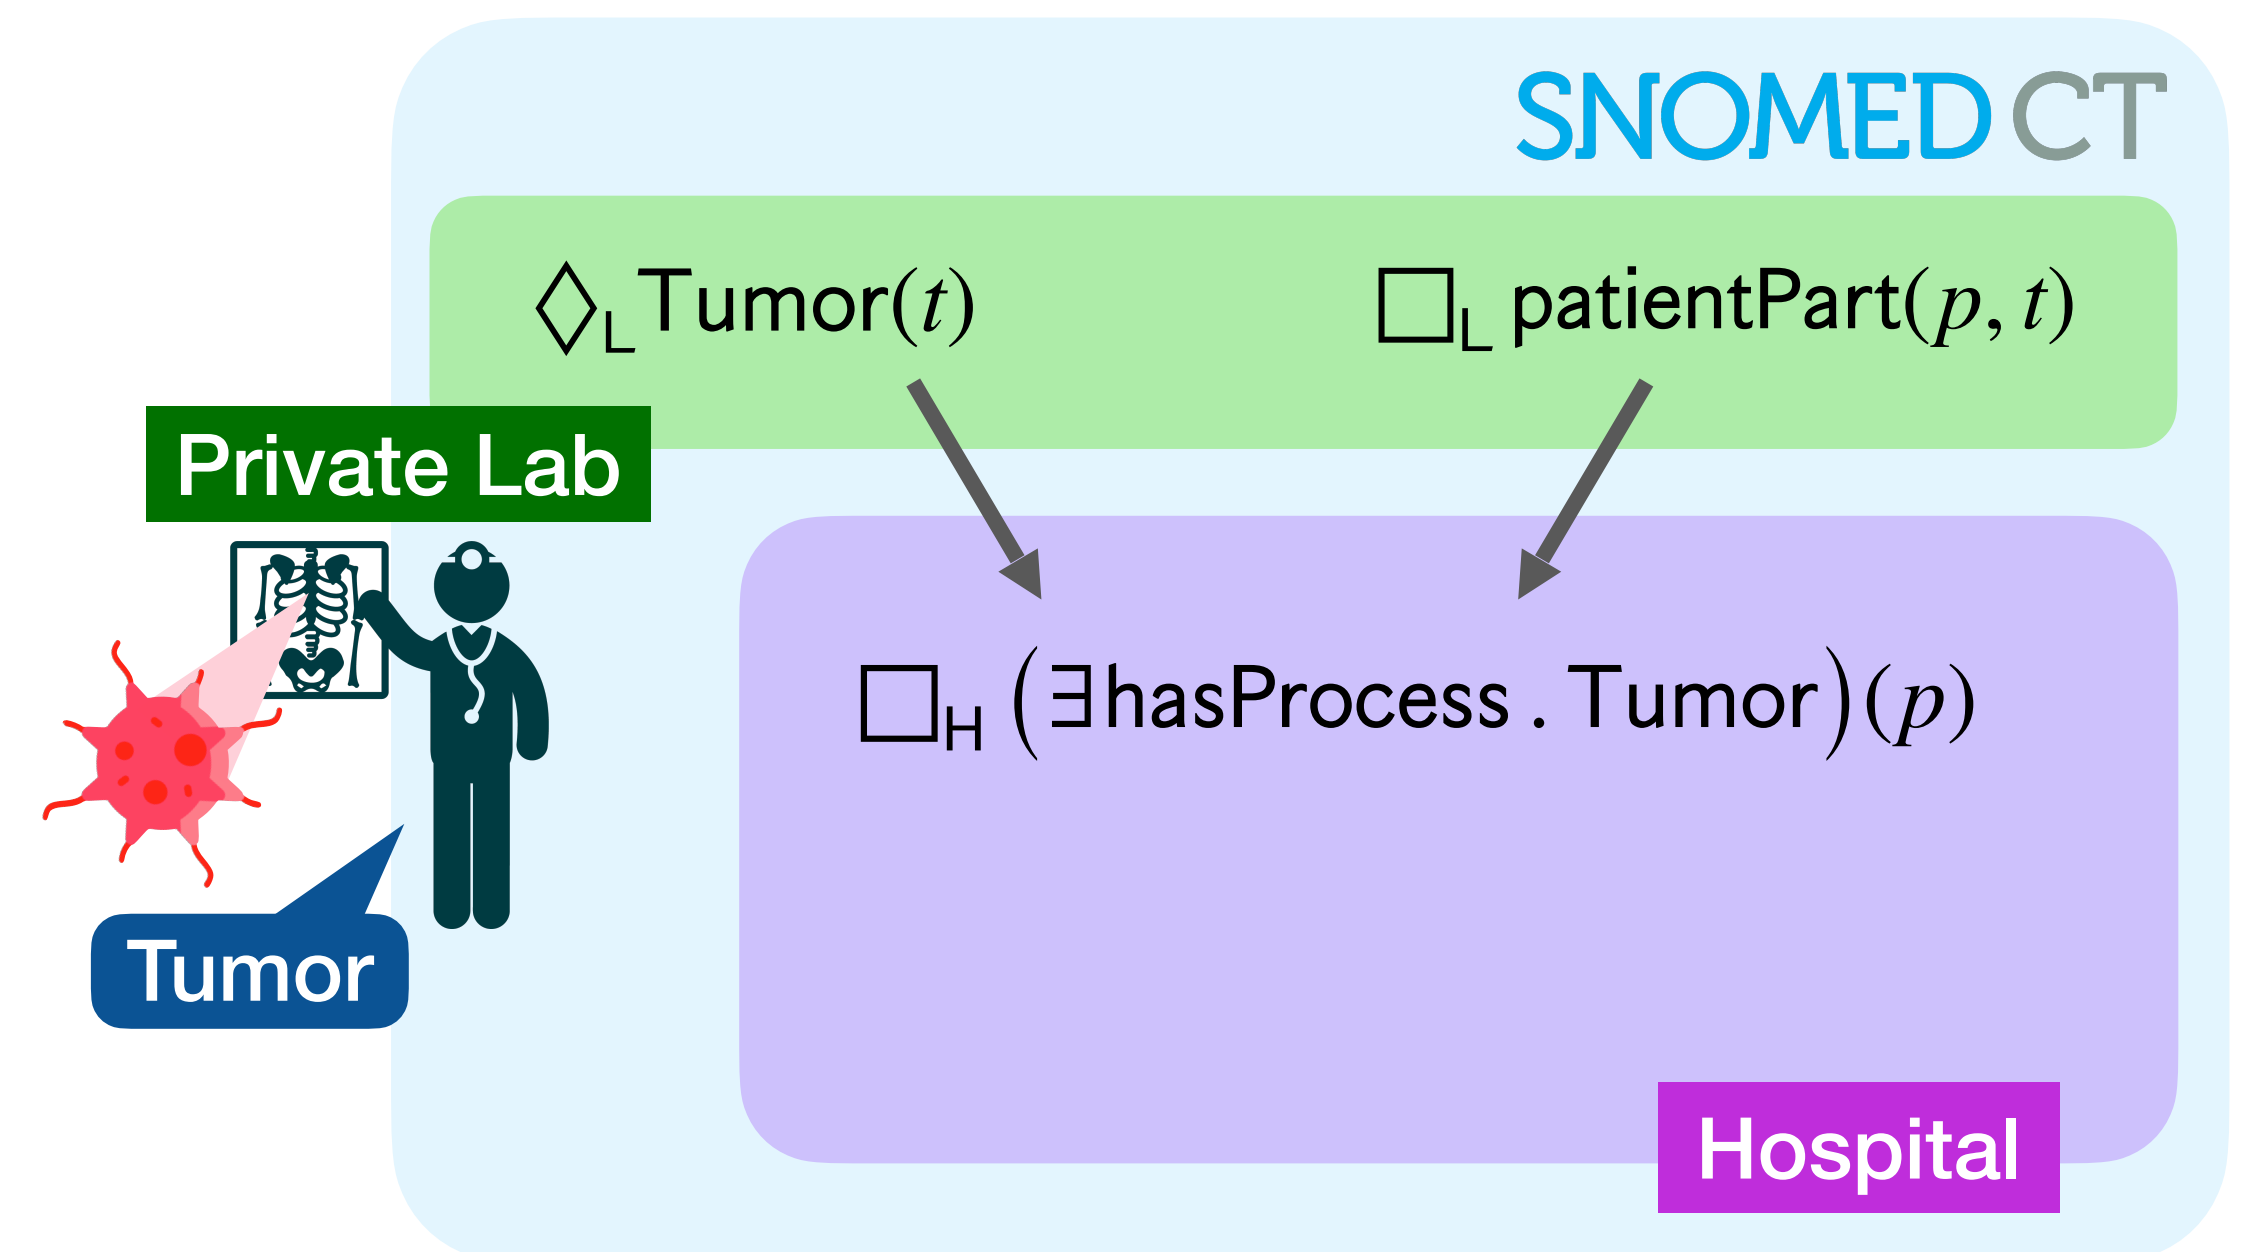 SNOMED CT
◇L Tumor(t)
□L patientPart(p, t)
Private Lab
□H (∃hasProcess . Tumor)(p)
Tumor
Hospital